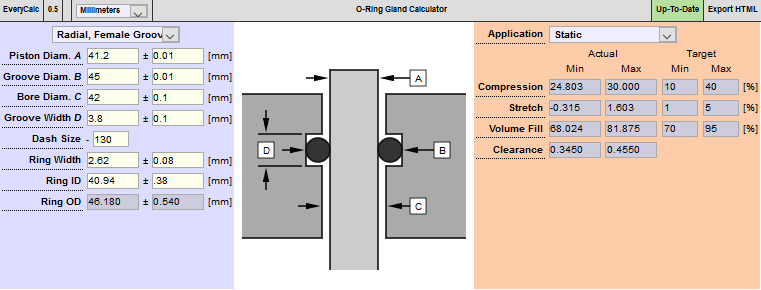 EveryCalc 0.5 Millimeters O-Ring Gland Calculator Up-To-Date Export HTML
Radial, Female Groov
Piston Diam. A 41.2 ± 0.01 [mm]
Groove Diam. B 45 ± 0.01 [mm]
Bore Diam. C 42 ± 0.1 [mm]
Groove Width D 3.8 ± 0.1 [mm]
Dash Size - 130
Ring Width 2.62 ± 0.08 [mm]
Ring ID 40.94 ± .38 [mm]
Ring OD 46.180 ± 0.540 [mm]
A
D
B
C
Application Static
Actual Target
Min Max Min Max
Compression 24.803 30.000 10 40 [%]
Stretch -0.315 1.603 1 5 [%]
Volume Fill 68.024 81.875 70 95 [%]
Clearance 0.3450 0.4550